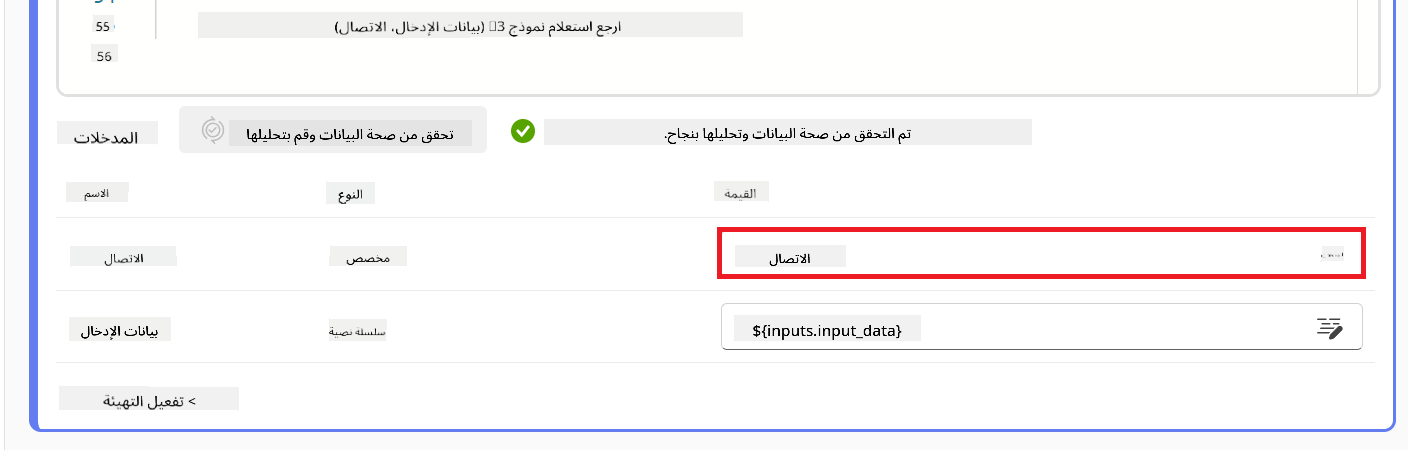 55
ارجع استعلام نموذج 3 (بيانات الإدخال، الاتصال)
56
المدخلات
تحقق من صحة البيانات وقم بتحليلها
تم التحقق من صحة البيانات وتحليلها بنجاح.
الاسم
النوع
القيمة
الاتصال
مخصص
الاتصال
بيانات الإدخال
سلسلة نصية
${inputs.input_data}
> تفعيل التهيئة